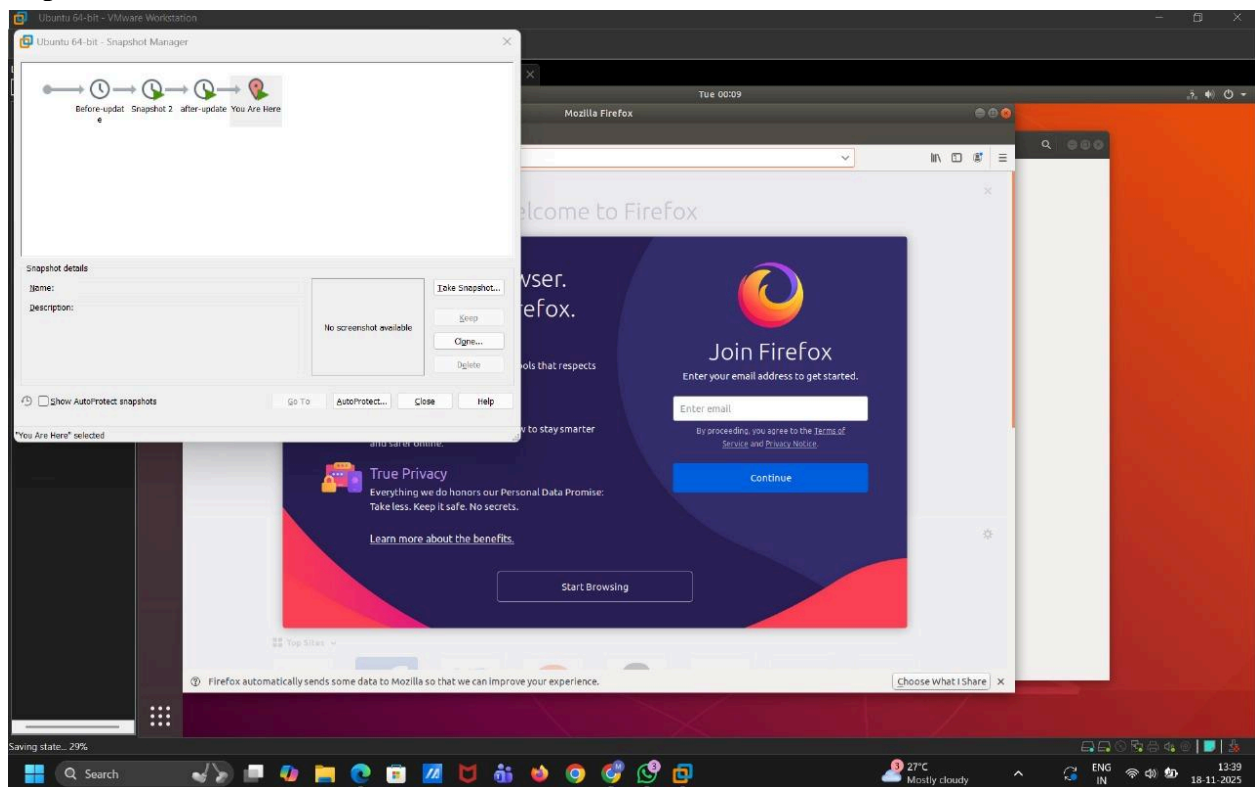 Ubuntu 64-bit - VMware Workstation
Ubuntu 64-bit - Snapshot Manager
Before-updat
e
Snapshot 2
after-update
You Are Here
Snapshot details
Name:
Description:
No screenshot available
Take Snapshot...
Keep
Clone...
Delete
Show AutoProtect snapshots
Go To
AutoProtect...
Close
Help
"You Are Here" selected
Tue 00:09
Mozilla Firefox
elcome to Firefox
wser.
efox.
ools that respects
w to stay smarter
and safer online.
True Privacy
Everything we do honors our Personal Data Promise:
Take less. Keep it safe. No secrets.
Learn more about the benefits.
Join Firefox
Enter your email address to get started.
Enter email
By proceeding, you agree to the Terms of
Service and Privacy Notice.
Continue
Start Browsing
Top Sites
Firefox automatically sends some data to Mozilla so that we can improve your experience.
Choose What I Share
Saving state... 29%
Search
3
3
27°C
Mostly cloudy
ENG
IN
13:39
18-11-2025